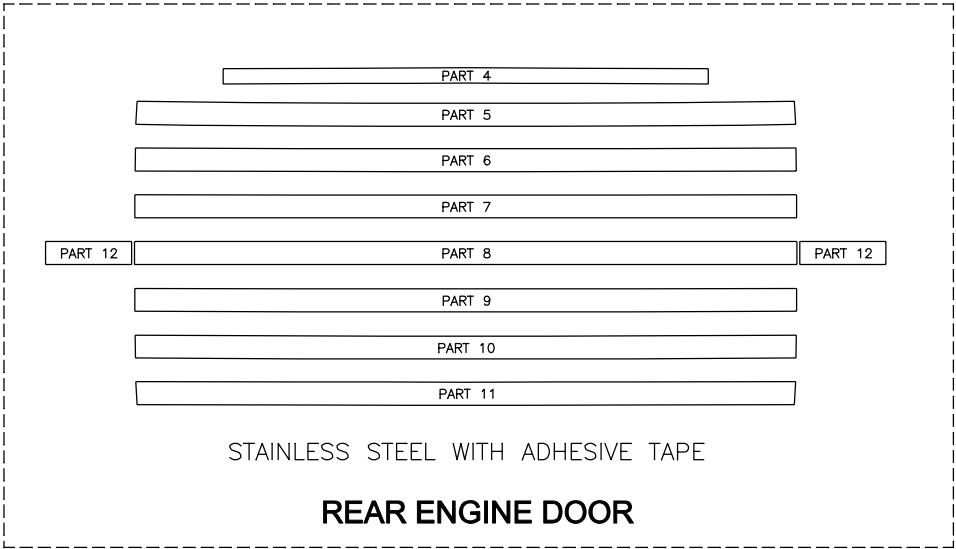 PART 4
PART 5
PART 6
PART 7
PART 12 PART 8 PART 12
PART 9
PART 10
PART 11
STAINLESS STEEL WITH ADHESIVE TAPE
REAR ENGINE DOOR